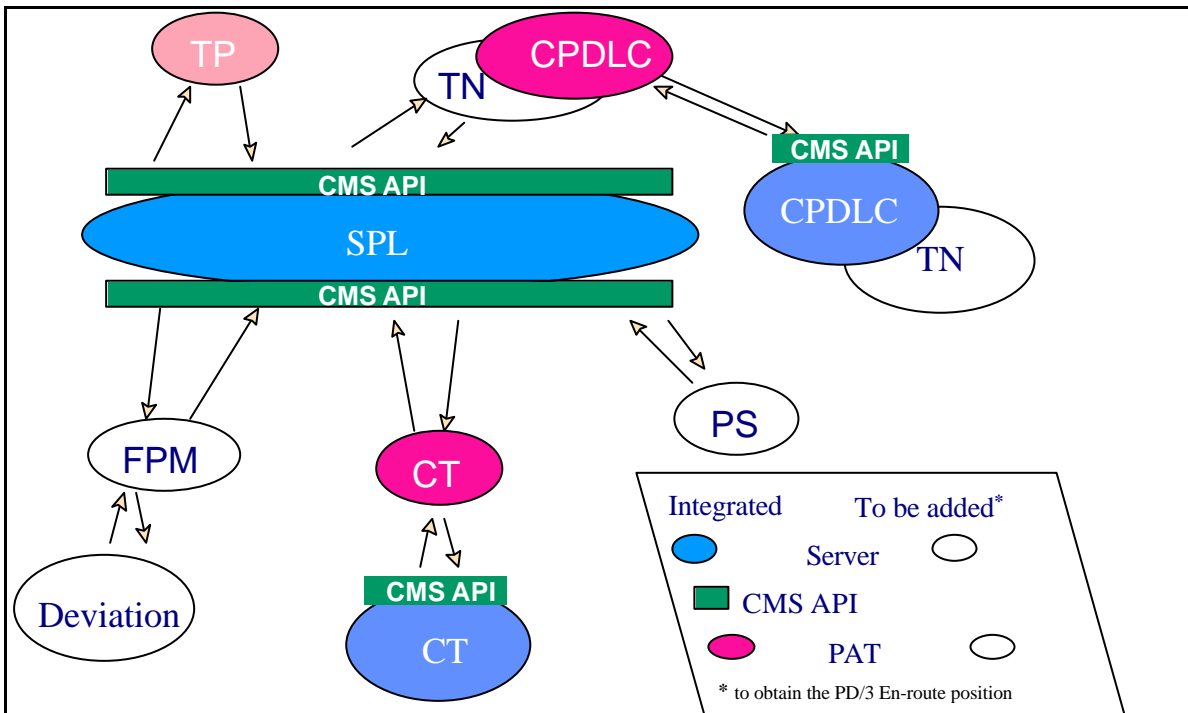 TP
CPDLC
TN
CMS API
CMS API
CPDLC
SPL
TN
CMS API
PS
FPM
CT
Integrated
To be added*
Server
CMS API
CMS API
Deviation
CT
PAT
* to obtain the PD/3 En-route position